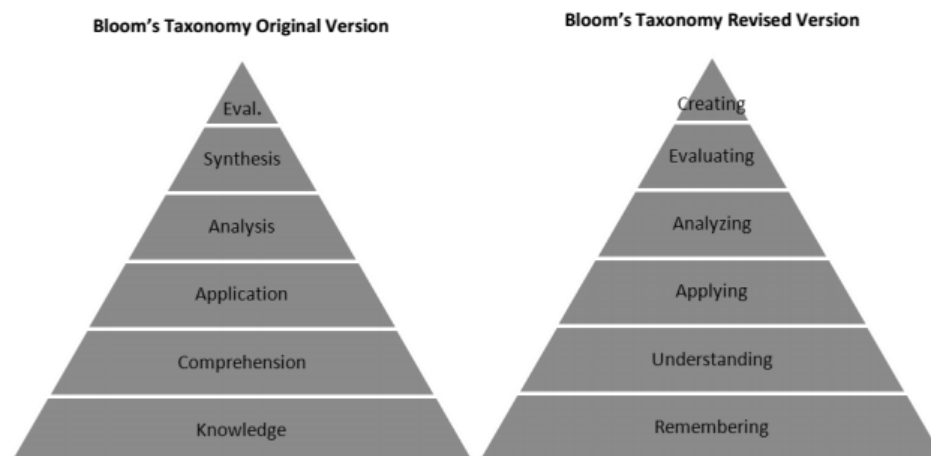 Bloom's Taxonomy Original Version
Eval.
Synthesis
Analysis
Application
Comprehension
Knowledge
Bloom's Taxonomy Revised Version
Creating
Evaluating
Analyzing
Applying
Understanding
Remembering